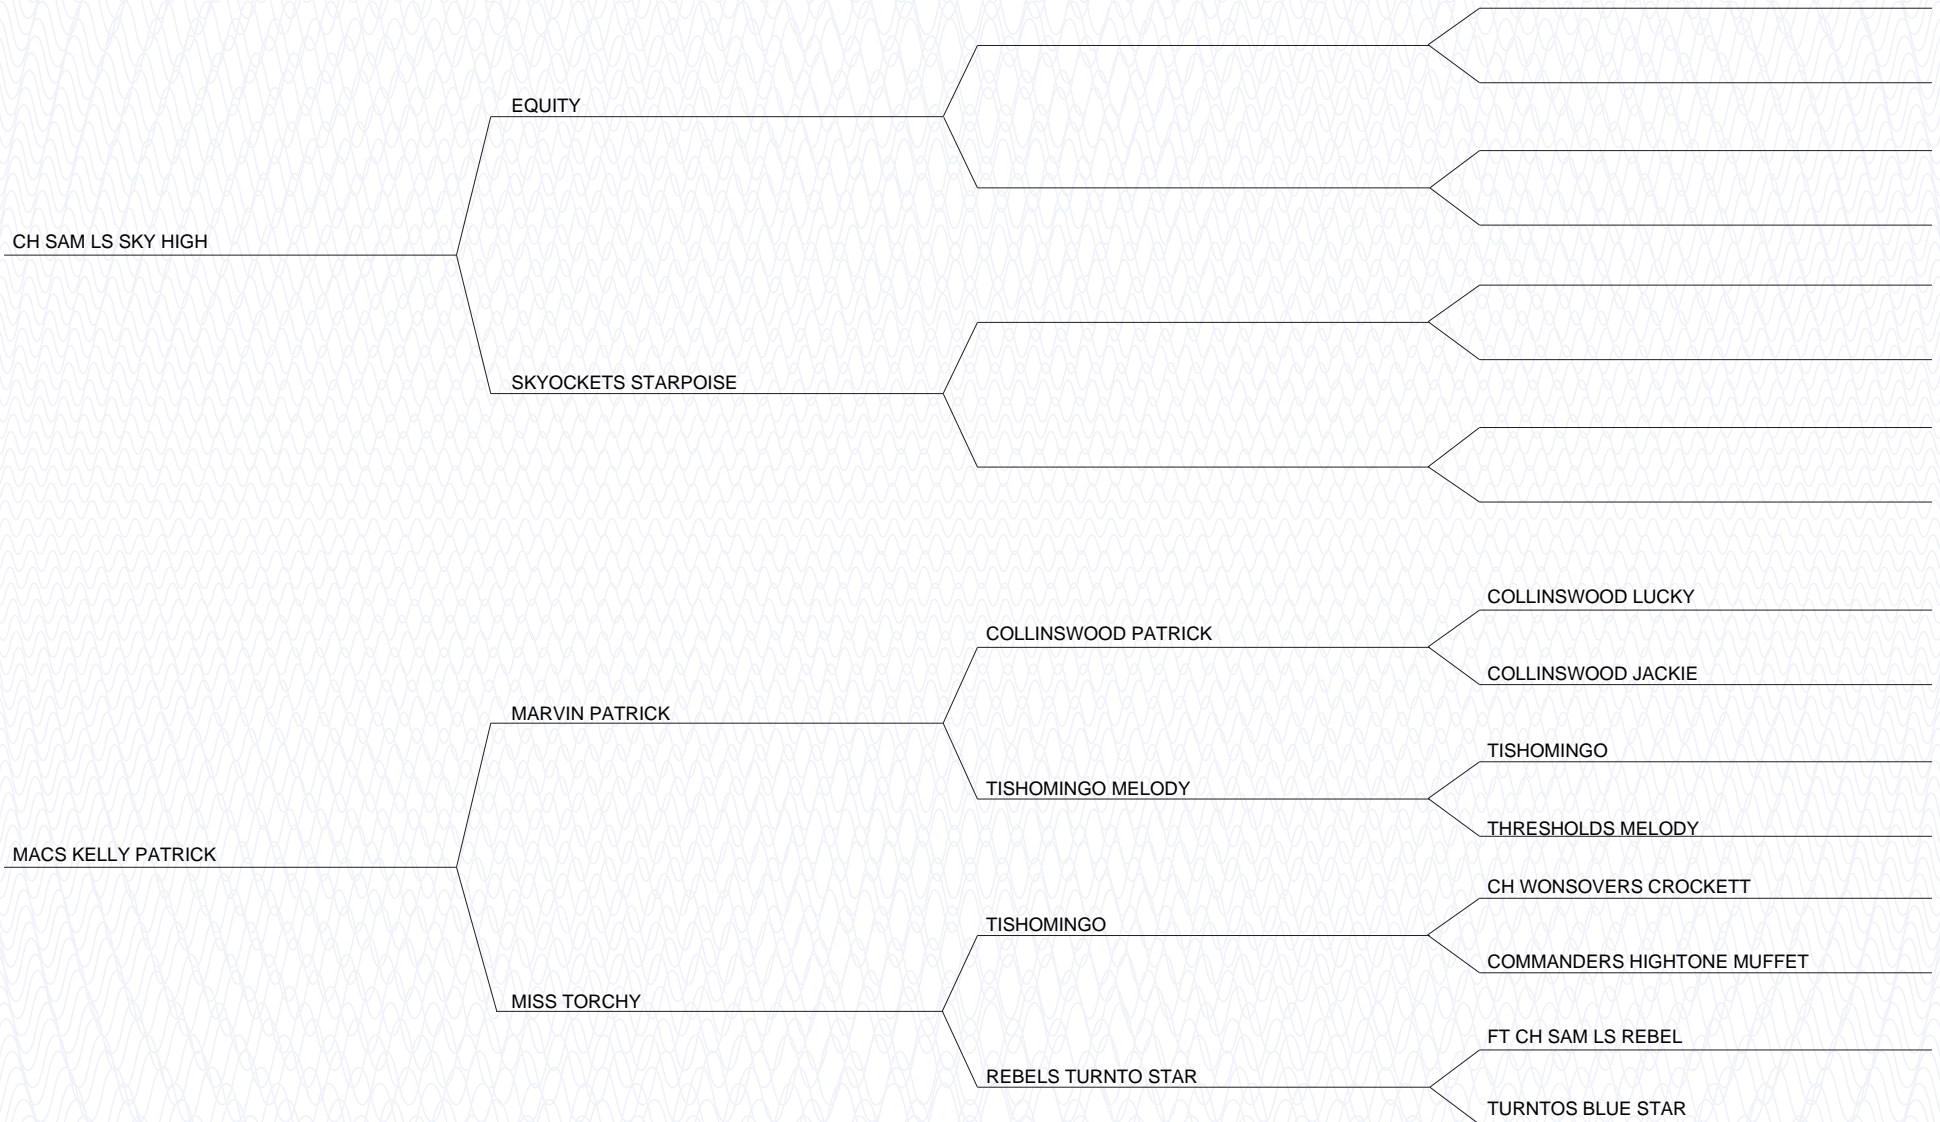 EQUITY
CH SAM LS SKY HIGH
SKYOCKETS STARPOISE
COLLINSWOOD LUCKY
COLLINSWOOD PATRICK
COLLINSWOOD JACKIE
MARVIN PATRICK
TISHOMINGO
TISHOMINGO MELODY
THRESHOLDS MELODY
MACS KELLY PATRICK
CH WONSOVERS CROCKETT
TISHOMINGO
COMMANDERS HIGHTONE MUFFET
MISS TORCHY
FT CH SAM LS REBEL
REBELS TURNTO STAR
TURNTOS BLUE STAR